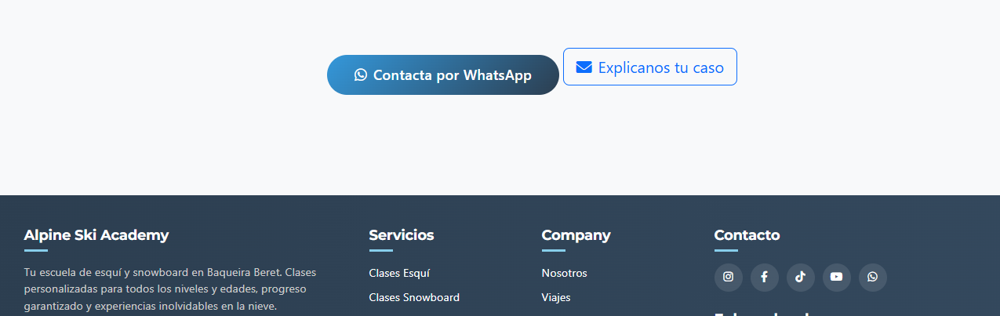 Contacta por WhatsApp
Explicanos tu caso
Alpine Ski Academy
Tu escuela de esquí y snowboard en Baqueira Beret. Clases
personalizadas para todos los niveles y edades, progreso
garantizado y experiencias inolvidables en la nieve.
Servicios
Clases Esquí
Clases Snowboard
Company
Nosotros
Viajes
Contacto